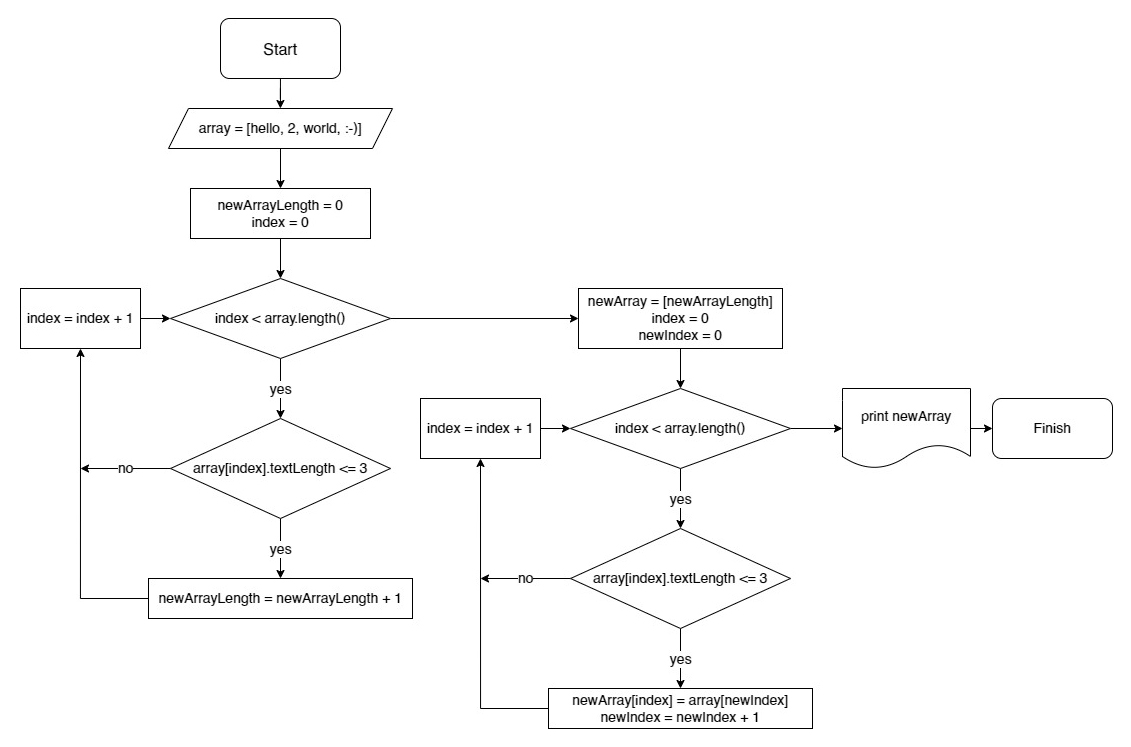 Start
array = [hello, 2, world, :-)]
newArrayLength = 0
index = 0
index = index + 1
index < array.length()
newArray = [newArrayLength]
index = 0
newIndex = 0
yes
index = index + 1
index < array.length()
print newArray
Finish
no
array[index].textLength <= 3
yes
yes
newArrayLength = newArrayLength + 1
no
array[index].textLength <= 3
yes
newArray[index] = array[newIndex]
newIndex = newIndex + 1